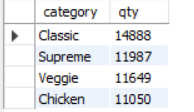 category qty
Classic 14888
Supreme 11987
Veggie 11649
Chicken 11050